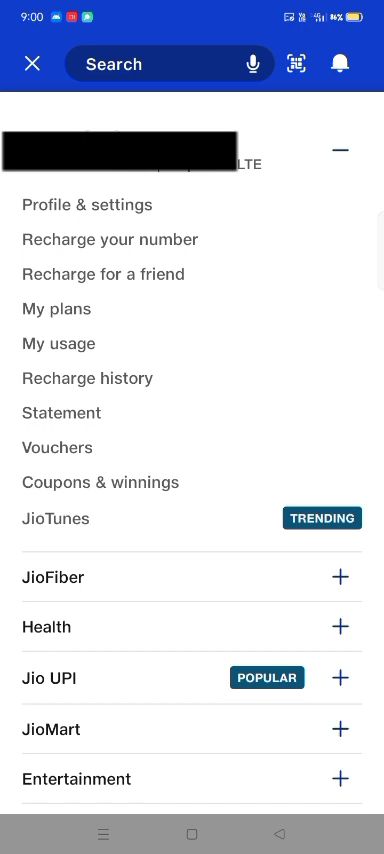 9:00
86%
Search
LTE
Profile & settings
Recharge your number
Recharge for a friend
My plans
My usage
Recharge history
Statement
Vouchers
Coupons & winnings
JioTunes TRENDING
JioFiber
Health
Jio UPI POPULAR
JioMart
Entertainment